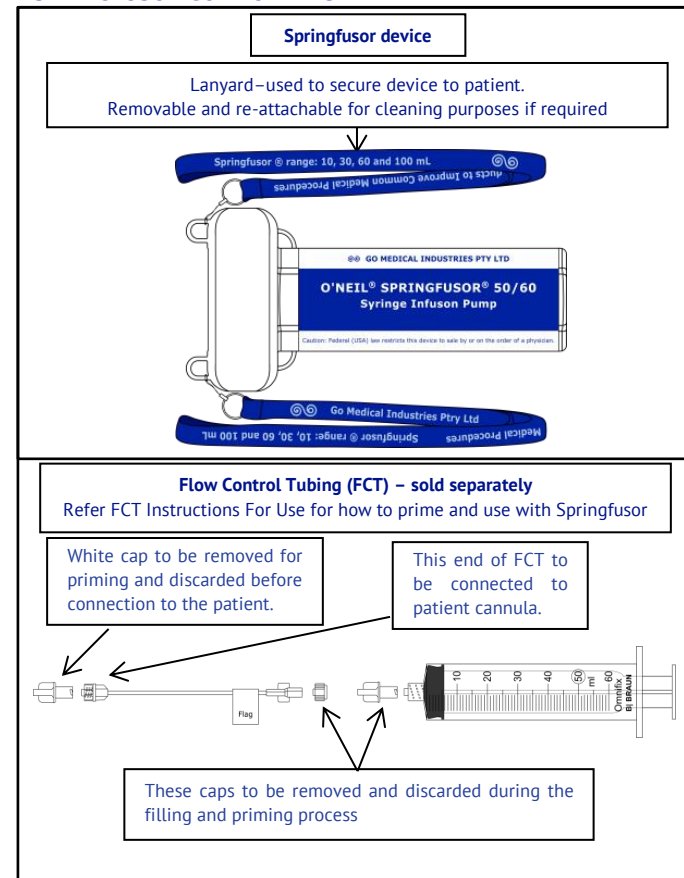 Springfusor device
Lanyard–used to secure device to patient.
Removable and re-attachable for cleaning purposes if required
Springfusor ® range: 10, 30, 60 and 100 mL
ducts to Improve Common Medical Procedures
GO MEDICAL INDUSTRIES PTY LTD
O'NEIL® SPRINGFUSOR® 50/60
Syringe Infuson Pump
Caution: Federal (USA) law restricts this device to sale by or on the order of a physician.
Go Medical Industries Ptry Ltd
Medical Procedures Springfusor ® range: 10, 30, 60 and 100 mL
Flow Control Tubing (FCT) – sold separately
Refer FCT Instructions For Use for how to prime and use with Springfusor
White cap to be removed for
priming and discarded before
connection to the patient.
This end of FCT to
be connected to
patient cannula.
Flag
10 20 30 40 50 ml 60
Omnifix
B| BRAUN
These caps to be removed and discarded during the
filling and priming process